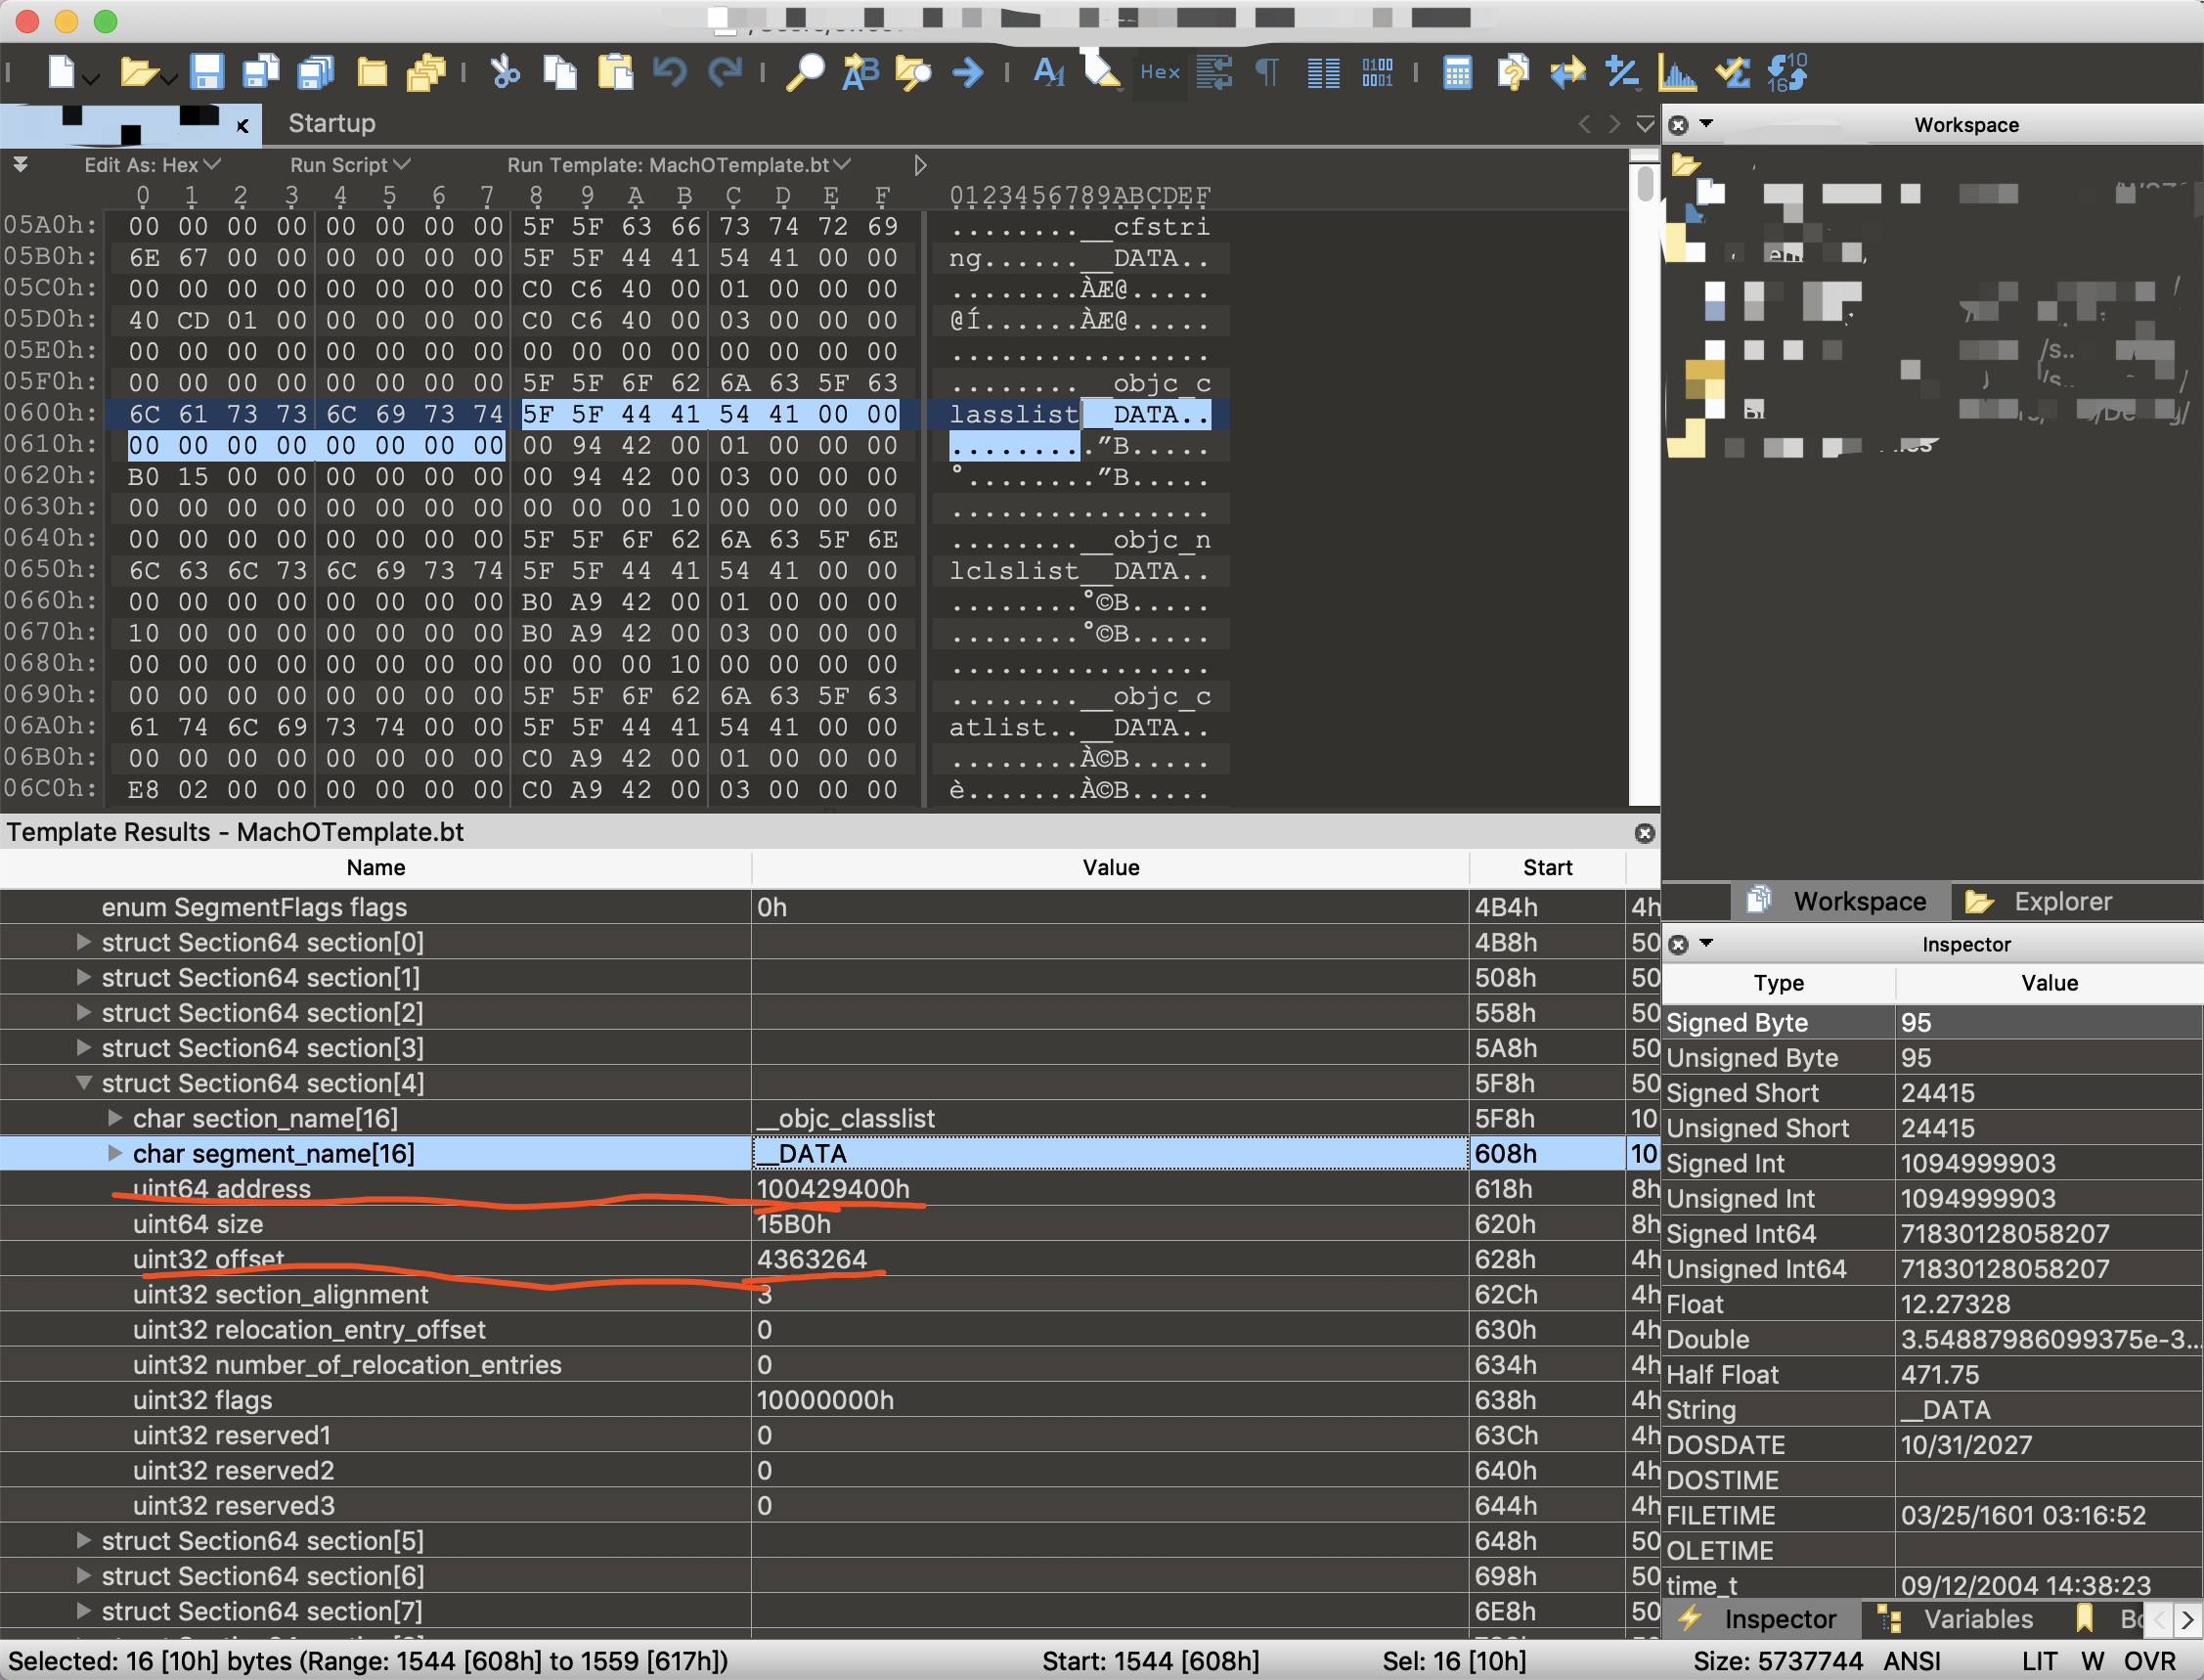 Hex
Startup
Workspace
Edit As: Hex Run Script Run Template: MachOTemplate.bt
0 1 2 3 4 5 6 7 8 9 A B C D E F 0123456789ABCDEF
05A0h: 00 00 00 00 00 00 00 00 5F 5F 63 66 73 74 72 69 ........__cfstri
05B0h: 6E 67 00 00 00 00 00 00 5F 5F 44 41 54 41 00 00 ng......__DATA..
05C0h: 00 00 00 00 00 00 00 00 C0 C6 40 00 01 00 00 00 ........ÀÆ@.....
05D0h: 40 CD 01 00 00 00 00 00 C0 C6 40 00 03 00 00 00 @Í......ÀÆ@.....
05E0h: 00 00 00 00 00 00 00 00 00 00 00 00 00 00 00 00 ................
05F0h: 00 00 00 00 00 00 00 00 5F 5F 6F 62 6A 63 5F 63 ........__objc_c
0600h: 6C 61 73 73 6C 69 73 74 5F 5F 44 41 54 41 00 00 lasslist__DATA..
0610h: 00 00 00 00 00 00 00 00 00 94 42 00 01 00 00 00 .........”B.....
0620h: B0 15 00 00 00 00 00 00 00 94 42 00 03 00 00 00 °........”B.....
0630h: 00 00 00 00 00 00 00 00 00 00 00 10 00 00 00 00 ................
0640h: 00 00 00 00 00 00 00 00 5F 5F 6F 62 6A 63 5F 6E ........__objc_n
0650h: 6C 63 6C 73 6C 69 73 74 5F 5F 44 41 54 41 00 00 lclslist__DATA..
0660h: 00 00 00 00 00 00 00 00 B0 A9 42 00 01 00 00 00 ........°©B.....
0670h: 10 00 00 00 00 00 00 00 B0 A9 42 00 03 00 00 00 ........°©B.....
0680h: 00 00 00 00 00 00 00 00 00 00 00 10 00 00 00 00 ................
0690h: 00 00 00 00 00 00 00 00 5F 5F 6F 62 6A 63 5F 63 ........__objc_c
06A0h: 61 74 6C 69 73 74 00 00 5F 5F 44 41 54 41 00 00 atlist..__DATA..
06B0h: 00 00 00 00 00 00 00 00 C0 A9 42 00 01 00 00 00 ........À©B.....
06C0h: E8 02 00 00 00 00 00 00 C0 A9 42 00 03 00 00 00 è.......À©B.....
Template Results - MachOTemplate.bt
Name Value Start
enum SegmentFlags flags 0h 4B4h 4h
struct Section64 section[0] 4B8h 50
struct Section64 section[1] 508h 50
struct Section64 section[2] 558h 50
struct Section64 section[3] 5A8h 50
struct Section64 section[4] 5F8h 50
char section_name[16] __objc_classlist 5F8h 10
char segment_name[16] __DATA 608h 10
uint64 address 100429400h 618h 8h
uint64 size 15B0h 620h 8h
uint32 offset 4363264 628h 4h
uint32 section_alignment 3 62Ch 4h
uint32 relocation_entry_offset 0 630h 4h
uint32 number_of_relocation_entries 0 634h 4h
uint32 flags 10000000h 638h 4h
uint32 reserved1 0 63Ch 4h
uint32 reserved2 0 640h 4h
uint32 reserved3 0 644h 4h
struct Section64 section[5] 648h 50
struct Section64 section[6] 698h 50
struct Section64 section[7] 6E8h 50
Workspace Explorer
Inspector
Type Value
Signed Byte 95
Unsigned Byte 95
Signed Short 24415
Unsigned Short 24415
Signed Int 1094999903
Unsigned Int 1094999903
Signed Int64 71830128058207
Unsigned Int64 71830128058207
Float 12.27328
Double 3.54887986099375e-3...
Half Float 471.75
String __DATA
DOSDATE 10/31/2027
DOSTIME
FILETIME 03/25/1601 03:16:52
OLETIME
time_t 09/12/2004 14:38:23
Inspector Variables
Selected: 16 [10h] bytes (Range: 1544 [608h] to 1559 [617h]) Start: 1544 [608h] Sel: 16 [10h] Size: 5737744 ANSI LIT W OVR